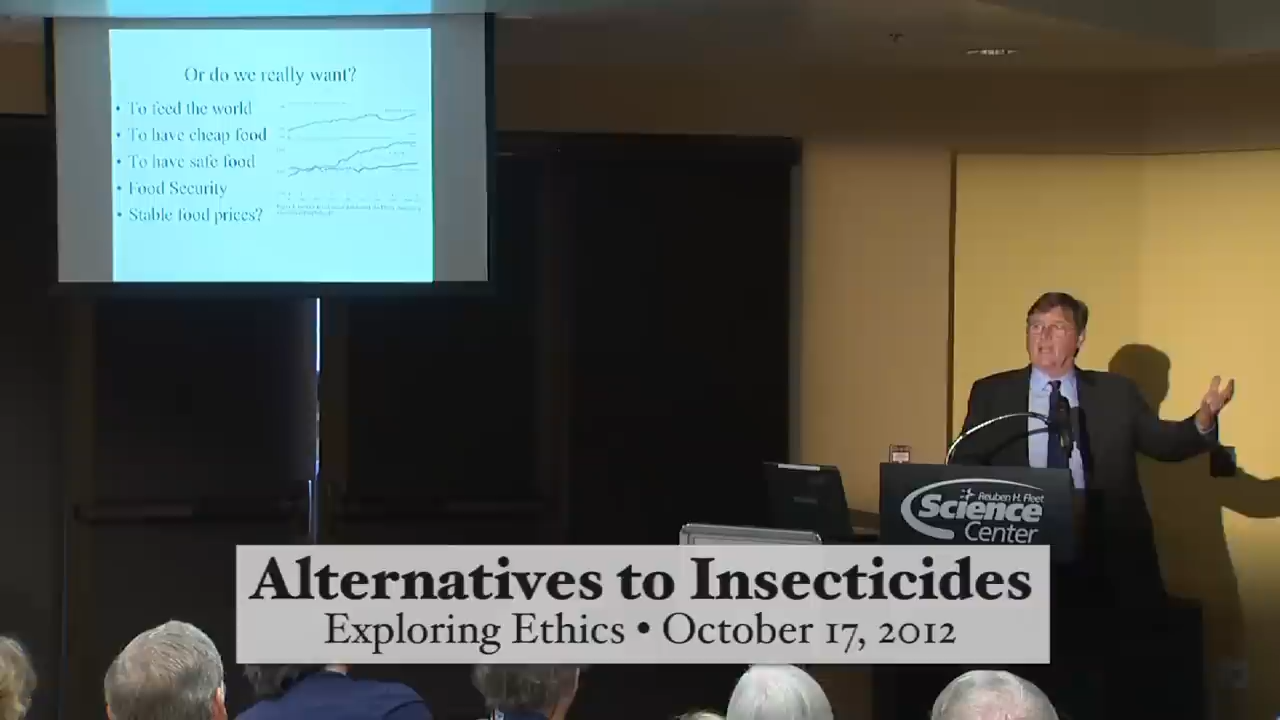 Or do we really want?
• To feed the world
• To have cheap food
• To have safe food
• Food Security
• Stable food prices?
Reuben H. Fleet
Science
Center
Alternatives to Insecticides
Exploring Ethics • October 17, 2012